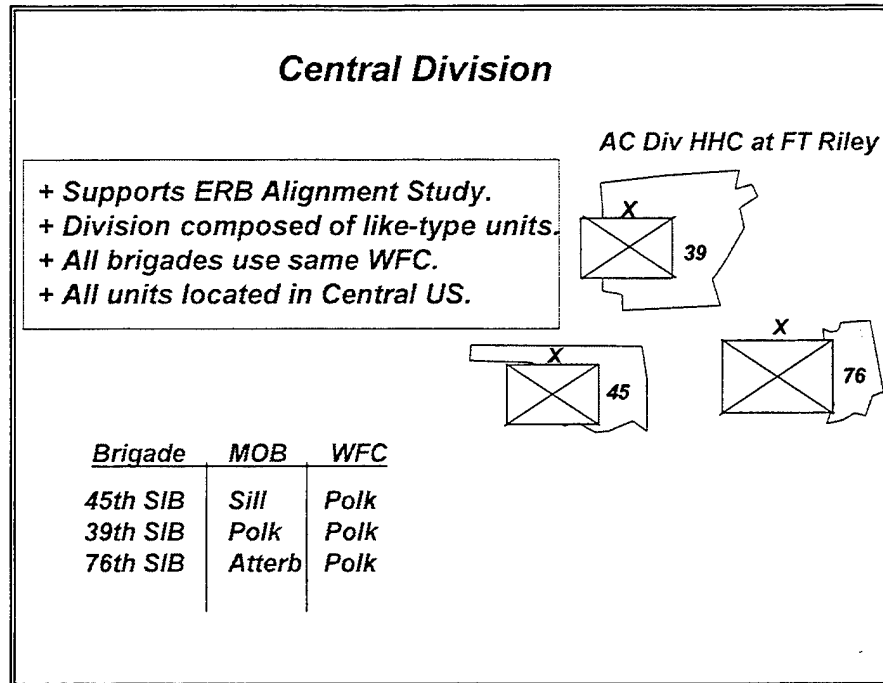 Central Division
AC Div HHC at FT Riley
+ Supports ERB Alignment Study.
+ Division composed of like-type units.
+ All brigades use same WFC.
+ All units located in Central US.
X
39
X
45
X
76
Brigade MOB WFC
45th SIB Sill Polk
39th SIB Polk Polk
76th SIB Atterb Polk